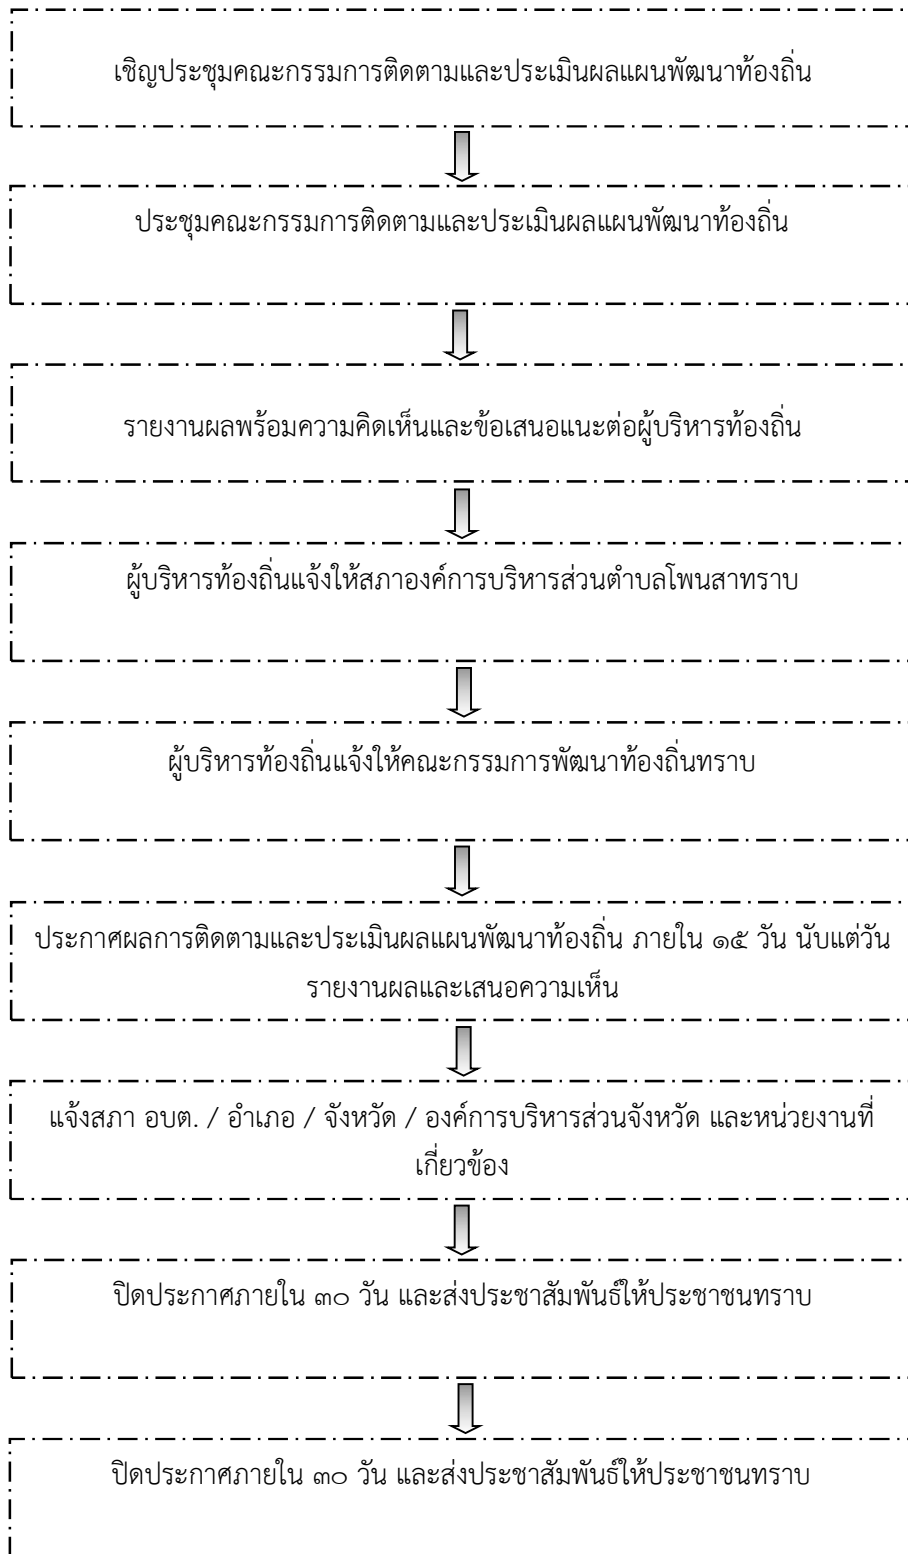 เชิญประชุมคณะกรรมการติดตามและประเมินผลแผนพัฒนาท้องถิ่น
ประชุมคณะกรรมการติดตามและประเมินผลแผนพัฒนาท้องถิ่น
รายงานผลพร้อมความคิดเห็นและข้อเสนอแนะต่อผู้บริหารท้องถิ่น
ผู้บริหารท้องถิ่นแจ้งให้สภาองค์การบริหารส่วนตำบลโพนสาทราบ
ผู้บริหารท้องถิ่นแจ้งให้คณะกรรมการพัฒนาท้องถิ่นทราบ
ประกาศผลการติดตามและประเมินผลแผนพัฒนาท้องถิ่น ภายใน ๑๕ วัน นับแต่วัน
รายงานผลและเสนอความเห็น
แจ้งสภา อบต. / อำเภอ / จังหวัด / องค์การบริหารส่วนจังหวัด และหน่วยงานที่
เกี่ยวข้อง
ปิดประกาศภายใน ๓๐ วัน และส่งประชาสัมพันธ์ให้ประชาชนทราบ
ปิดประกาศภายใน ๓๐ วัน และส่งประชาสัมพันธ์ให้ประชาชนทราบ